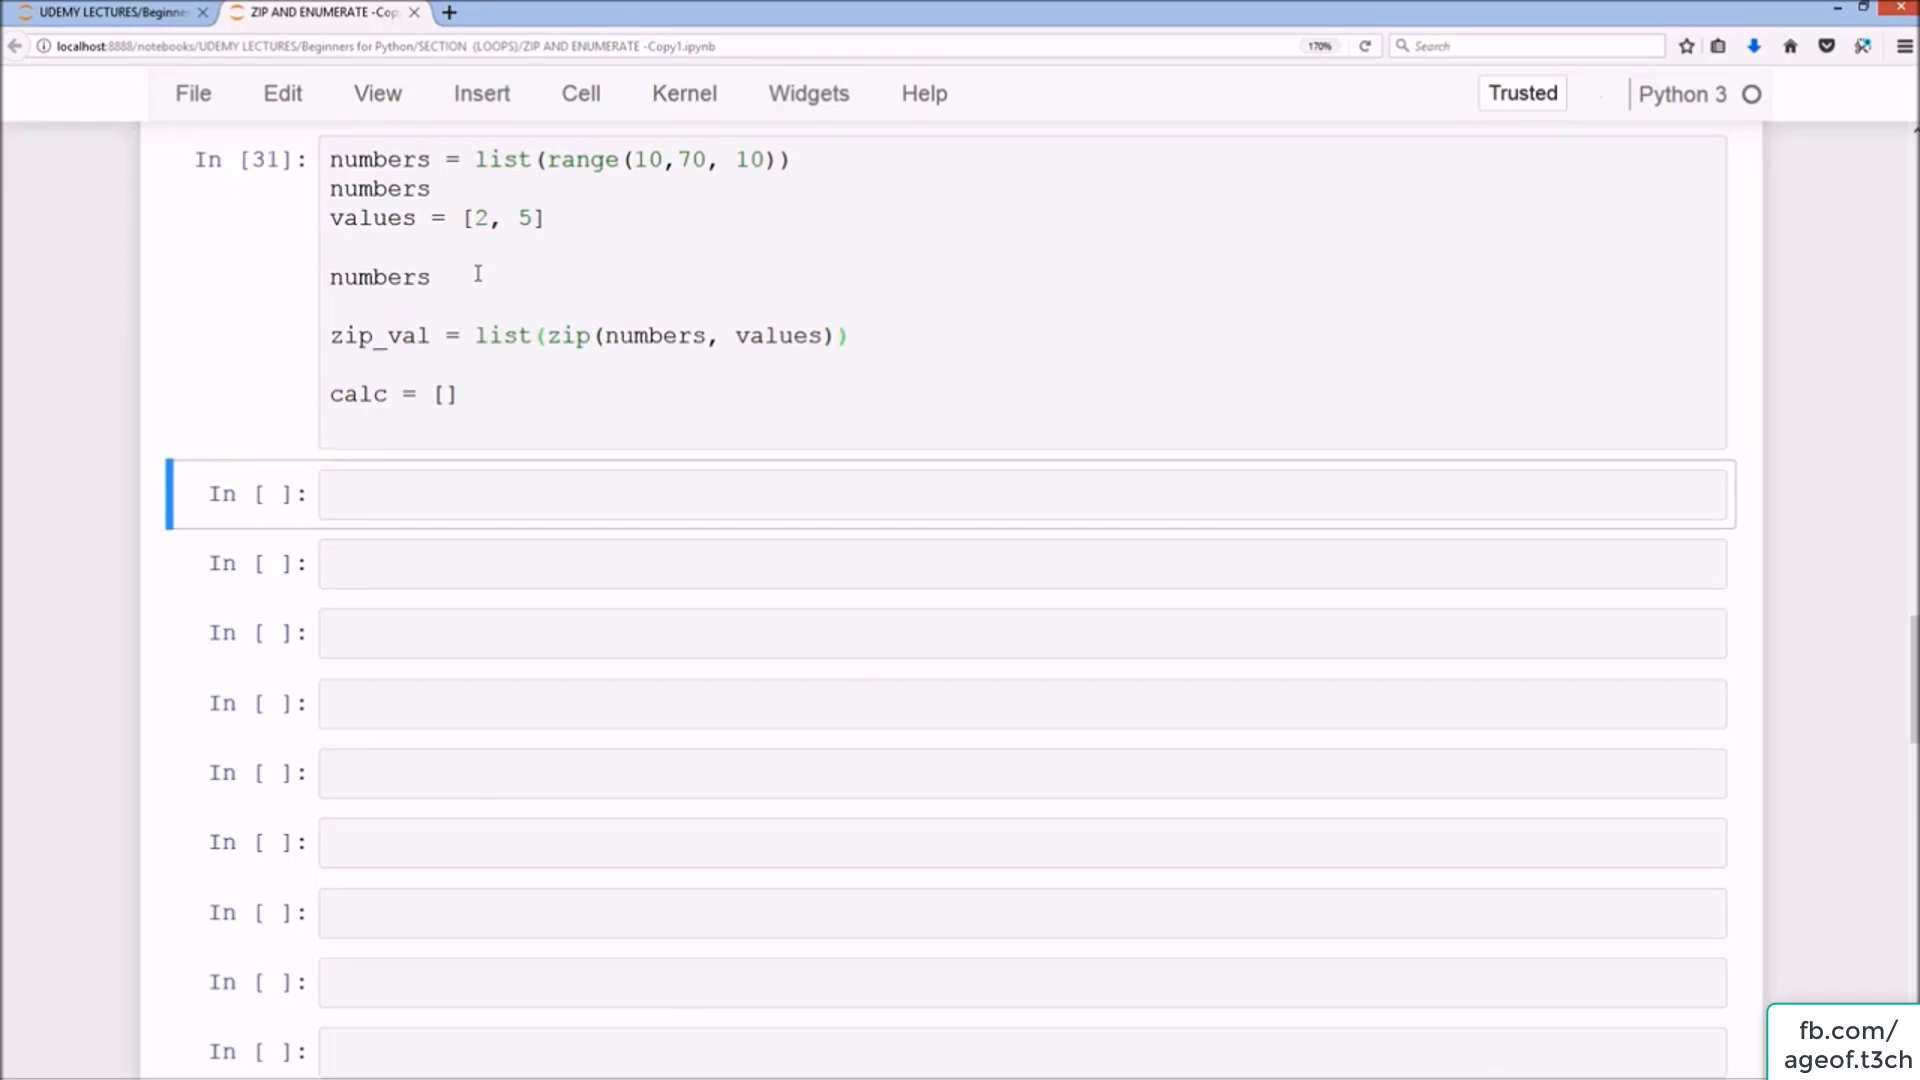 UDEMY LECTURES/Beginne
ZIP AND ENUMERATE -Cop
localhost:8888/notebooks/UDEMY LECTURES/Beginners for Python/SECTION (LOOPS)/ZIP AND ENUMERATE -Copy1.ipynb
170%
Search
File Edit View Insert Cell Kernel Widgets Help
Trusted
Python 3
In [31]: numbers = list(range(10,70, 10))
numbers
values = [2, 5]
numbers
zip_val = list(zip(numbers, values))
calc = []
In [ ]:
In [ ]:
In [ ]:
In [ ]:
In [ ]:
In [ ]:
In [ ]:
In [ ]:
In [ ]:
fb.com/
ageof.t3ch